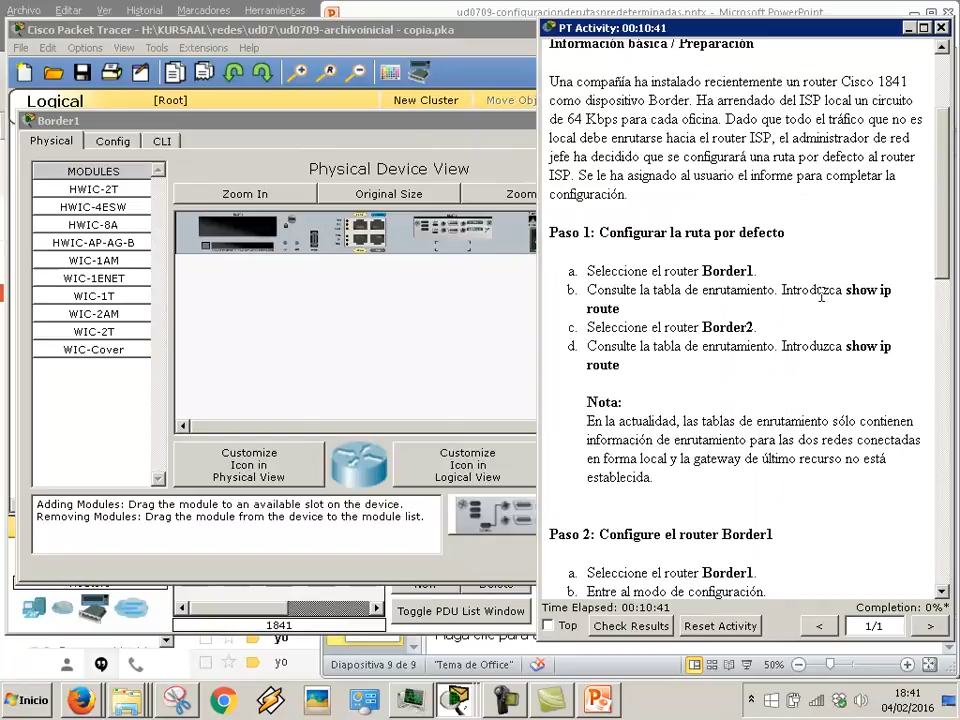 Archivo Editar Ver Historial Marcadores Herramientas
ud0709-configuracionderutaspredeterminadas.pptx - Microsoft PowerPoint
Cisco Packet Tracer - H:\KURSAAL\redes\ud07\ud0709-archivoinicial - copia.pka
File Edit Options View Tools Extensions Help
Logical [Root] New Cluster Move Obj
Border1
Physical Config CLI
MODULES
HWIC-2T
HWIC-4ESW
HWIC-8A
HWIC-AP-AG-B
WIC-1AM
WIC-1ENET
WIC-1T
WIC-2AM
WIC-2T
WIC-Cover
Physical Device View
Zoom In Original Size Zoom
Customize
Icon in
Physical View
Customize
Icon in
Logical View
Adding Modules: Drag the module to an available slot on the device.
Removing Modules: Drag the module from the device to the module list.
1841
Toggle PDU List Window
PT Activity: 00:10:41
Información básica / Preparación
Una compañía ha instalado recientemente un router Cisco 1841
como dispositivo Border. Ha arrendado del ISP local un circuito
de 64 Kbps para cada oficina. Dado que todo el tráfico que no es
local debe enrutarse hacia el router ISP, el administrador de red
jefe ha decidido que se configurará una ruta por defecto al router
ISP. Se le ha asignado al usuario el informe para completar la
configuración.
Paso 1: Configurar la ruta por defecto
a. Seleccione el router Border1.
b. Consulte la tabla de enrutamiento. Introduzca show ip
route
c. Seleccione el router Border2.
d. Consulte la tabla de enrutamiento. Introduzca show ip
route
Nota:
En la actualidad, las tablas de enrutamiento sólo contienen
información de enrutamiento para las dos redes conectadas
en forma local y la gateway de último recurso no está
establecida.
Paso 2: Configure el router Border1
a. Seleccione el router Border1.
b. Entre al modo de configuración.
Time Elapsed: 00:10:41 Completion: 0%*
Top Check Results Reset Activity < 1/1 >
yo
yo
Diapositiva 9 de 9 "Tema de Office" 50%
Inicio
18:41
04/02/2016